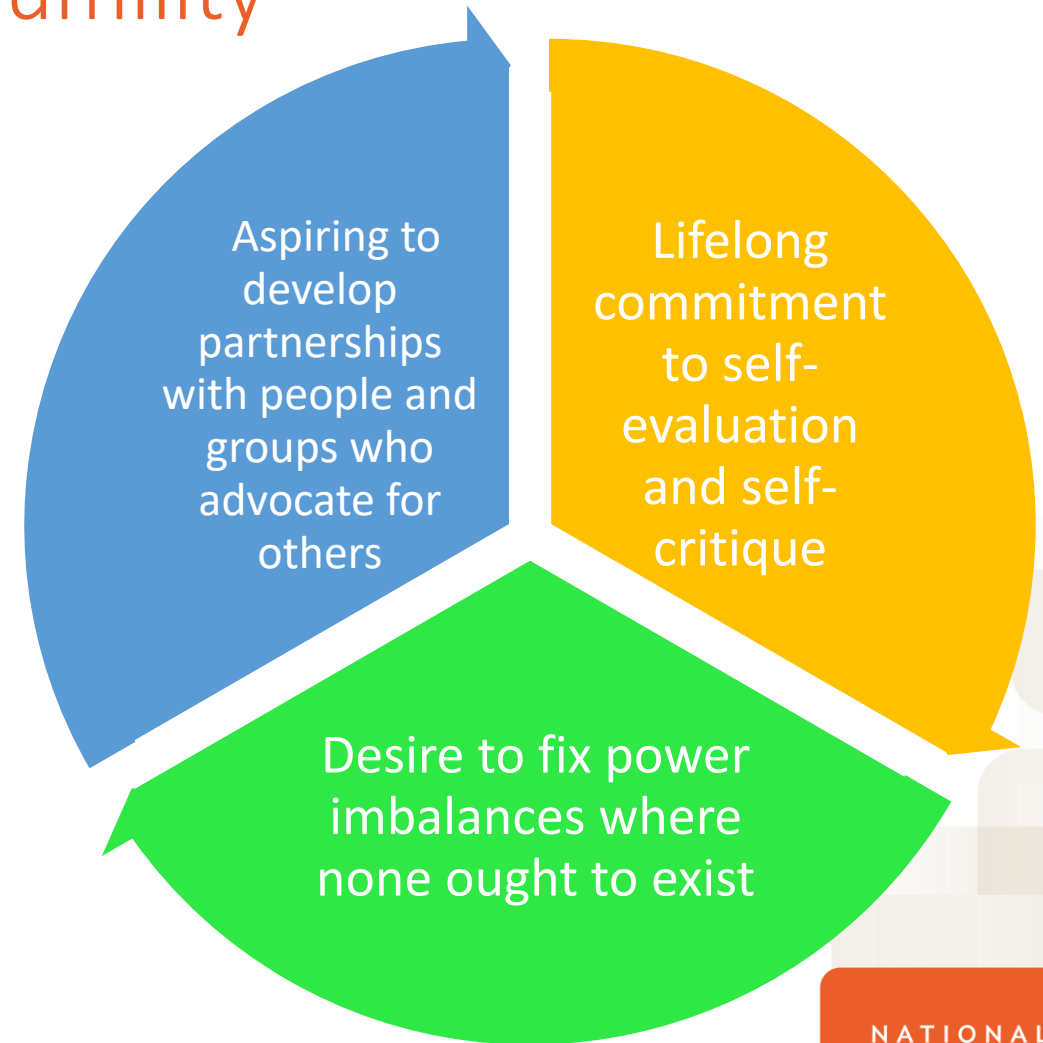 Aspiring to
develop
partnerships
with people and
groups who
advocate for
others
Lifelong
commitment
to self-
evaluation
and self-
critique
Desire to fix power
imbalances where
none ought to exist
NATIONAL